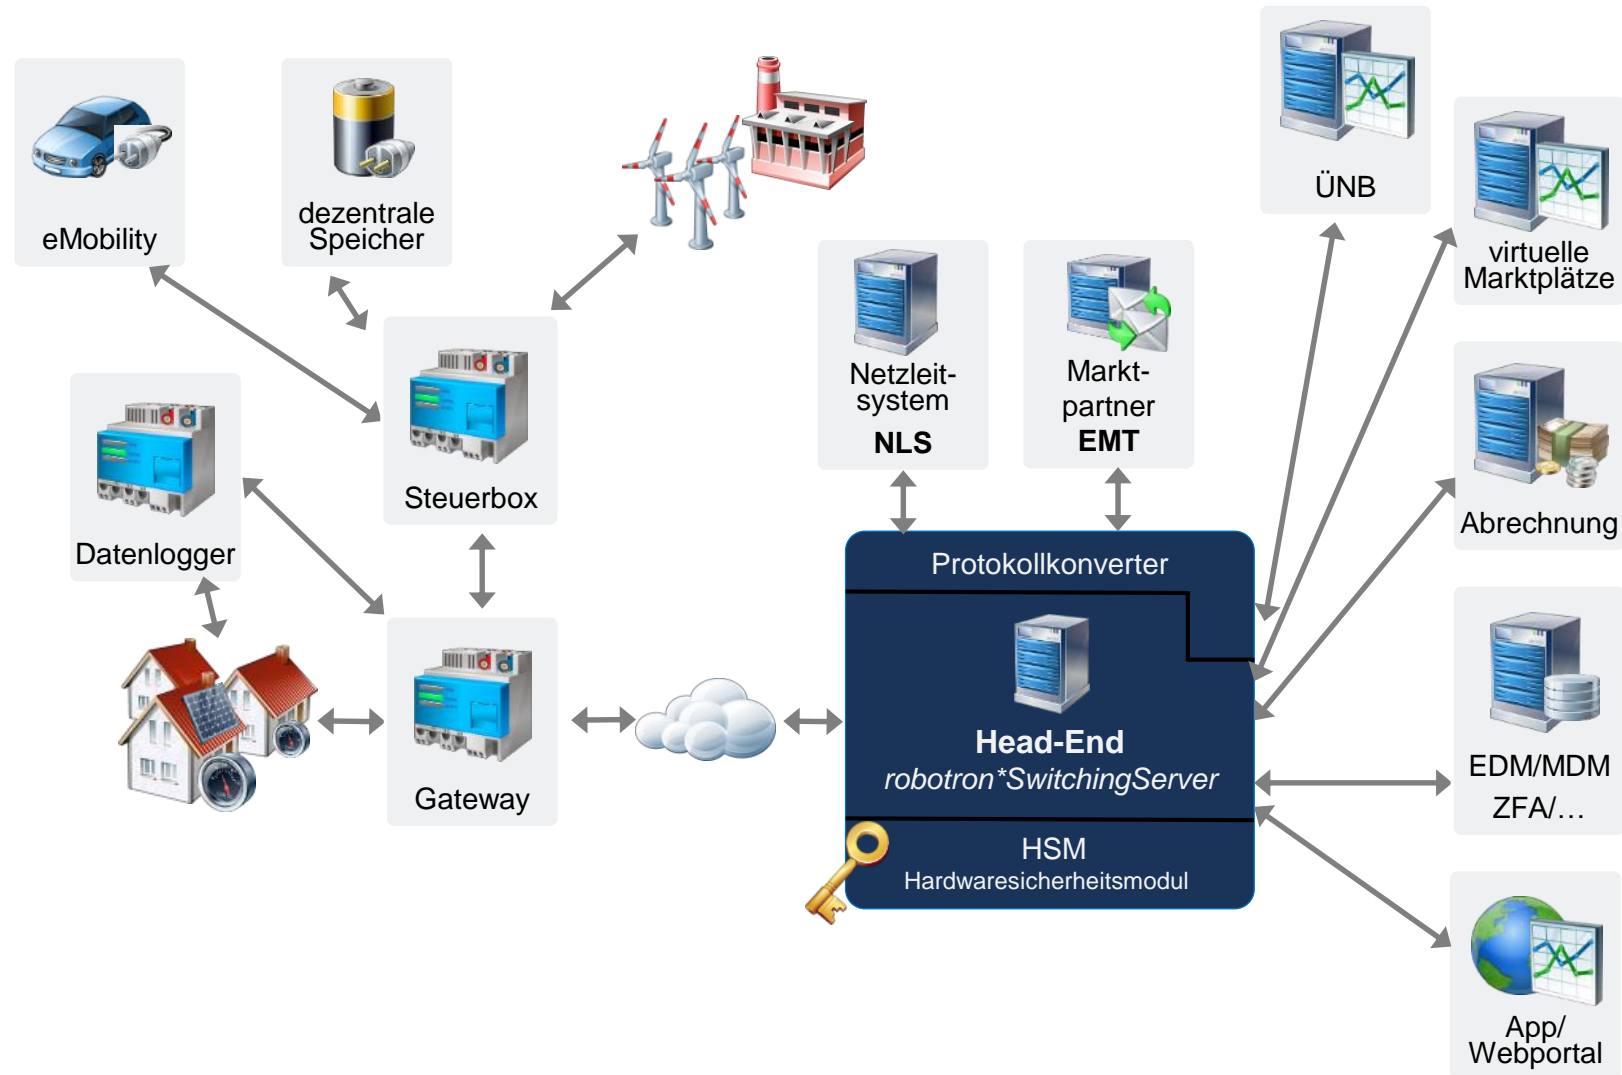 eMobility
dezentrale
Speicher
ÜNB
virtuelle
Marktplätze
Netzleit-
system
NLS
Markt-
partner
EMT
Steuerbox
Datenlogger
Abrechnung
Protokollkonverter
Head-End
robotron*SwitchingServer
HSM
Hardwaresicherheitsmodul
Gateway
EDM/MDM
ZFA/…
App/
Webportal